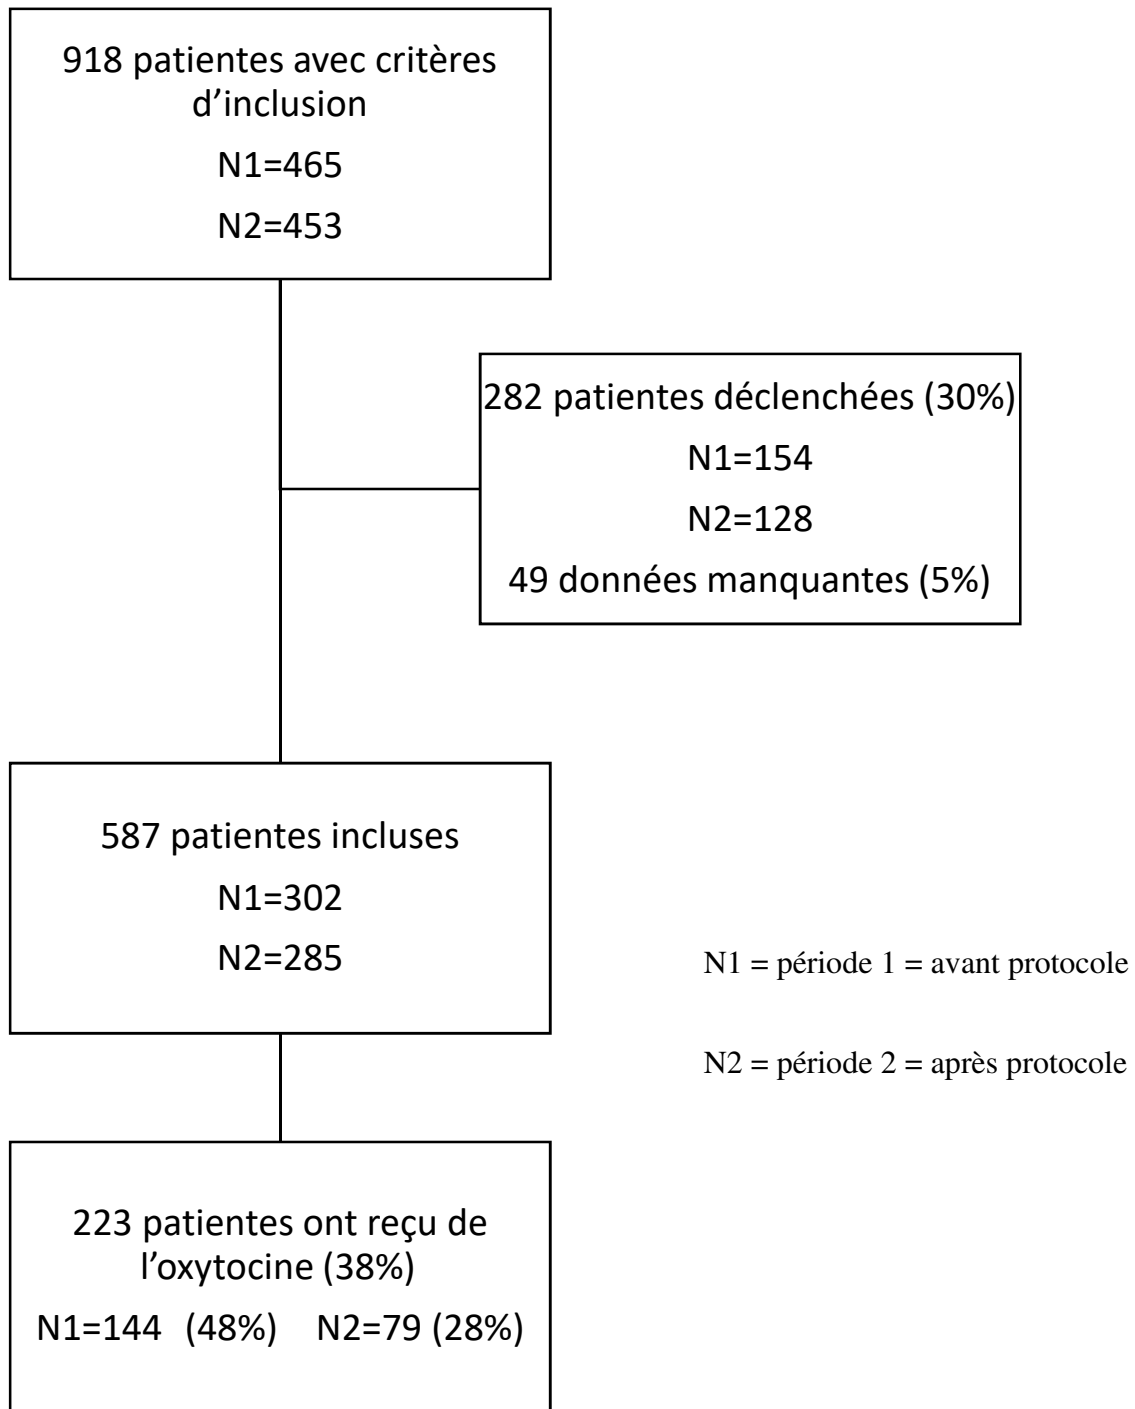 918 patientes avec critères
d’inclusion
N1=465
N2=453
282 patientes déclenchées (30%)
N1=154
N2=128
49 données manquantes (5%)
587 patientes incluses
N1=302
N2=285
N1 = période 1 = avant protocole
N2 = période 2 = après protocole
223 patientes ont reçu de
l’oxytocine (38%)
N1=144 (48%) N2=79 (28%)